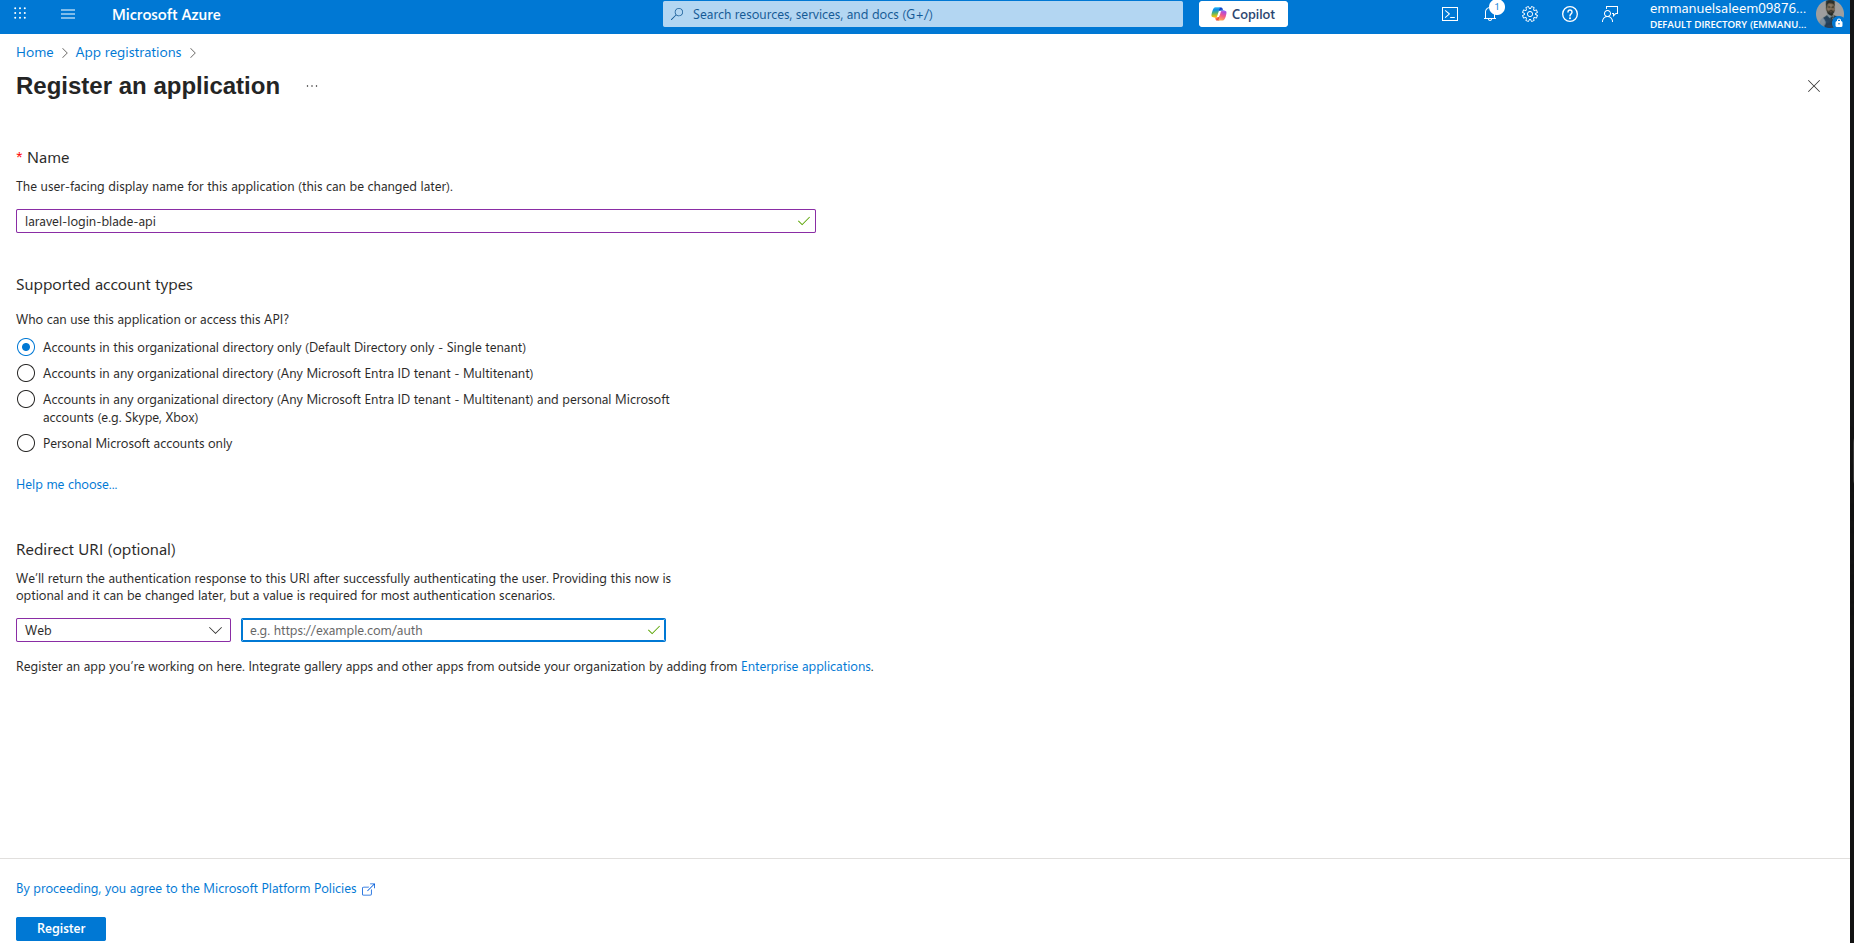 Microsoft Azure
Search resources, services, and docs (G+/)
Copilot
1
emmanuelsaleem09876...
DEFAULT DIRECTORY (EMMANU...
Home > App registrations >
Register an application ...
* Name
The user-facing display name for this application (this can be changed later).
laravel-login-blade-api
Supported account types
Who can use this application or access this API?
Accounts in this organizational directory only (Default Directory only - Single tenant)
Accounts in any organizational directory (Any Microsoft Entra ID tenant - Multitenant)
Accounts in any organizational directory (Any Microsoft Entra ID tenant - Multitenant) and personal Microsoft
accounts (e.g. Skype, Xbox)
Personal Microsoft accounts only
Help me choose...
Redirect URI (optional)
We'll return the authentication response to this URI after successfully authenticating the user. Providing this now is
optional and it can be changed later, but a value is required for most authentication scenarios.
Web
e.g. https://example.com/auth
Register an app you're working on here. Integrate gallery apps and other apps from outside your organization by adding from Enterprise applications.
By proceeding, you agree to the Microsoft Platform Policies
Register